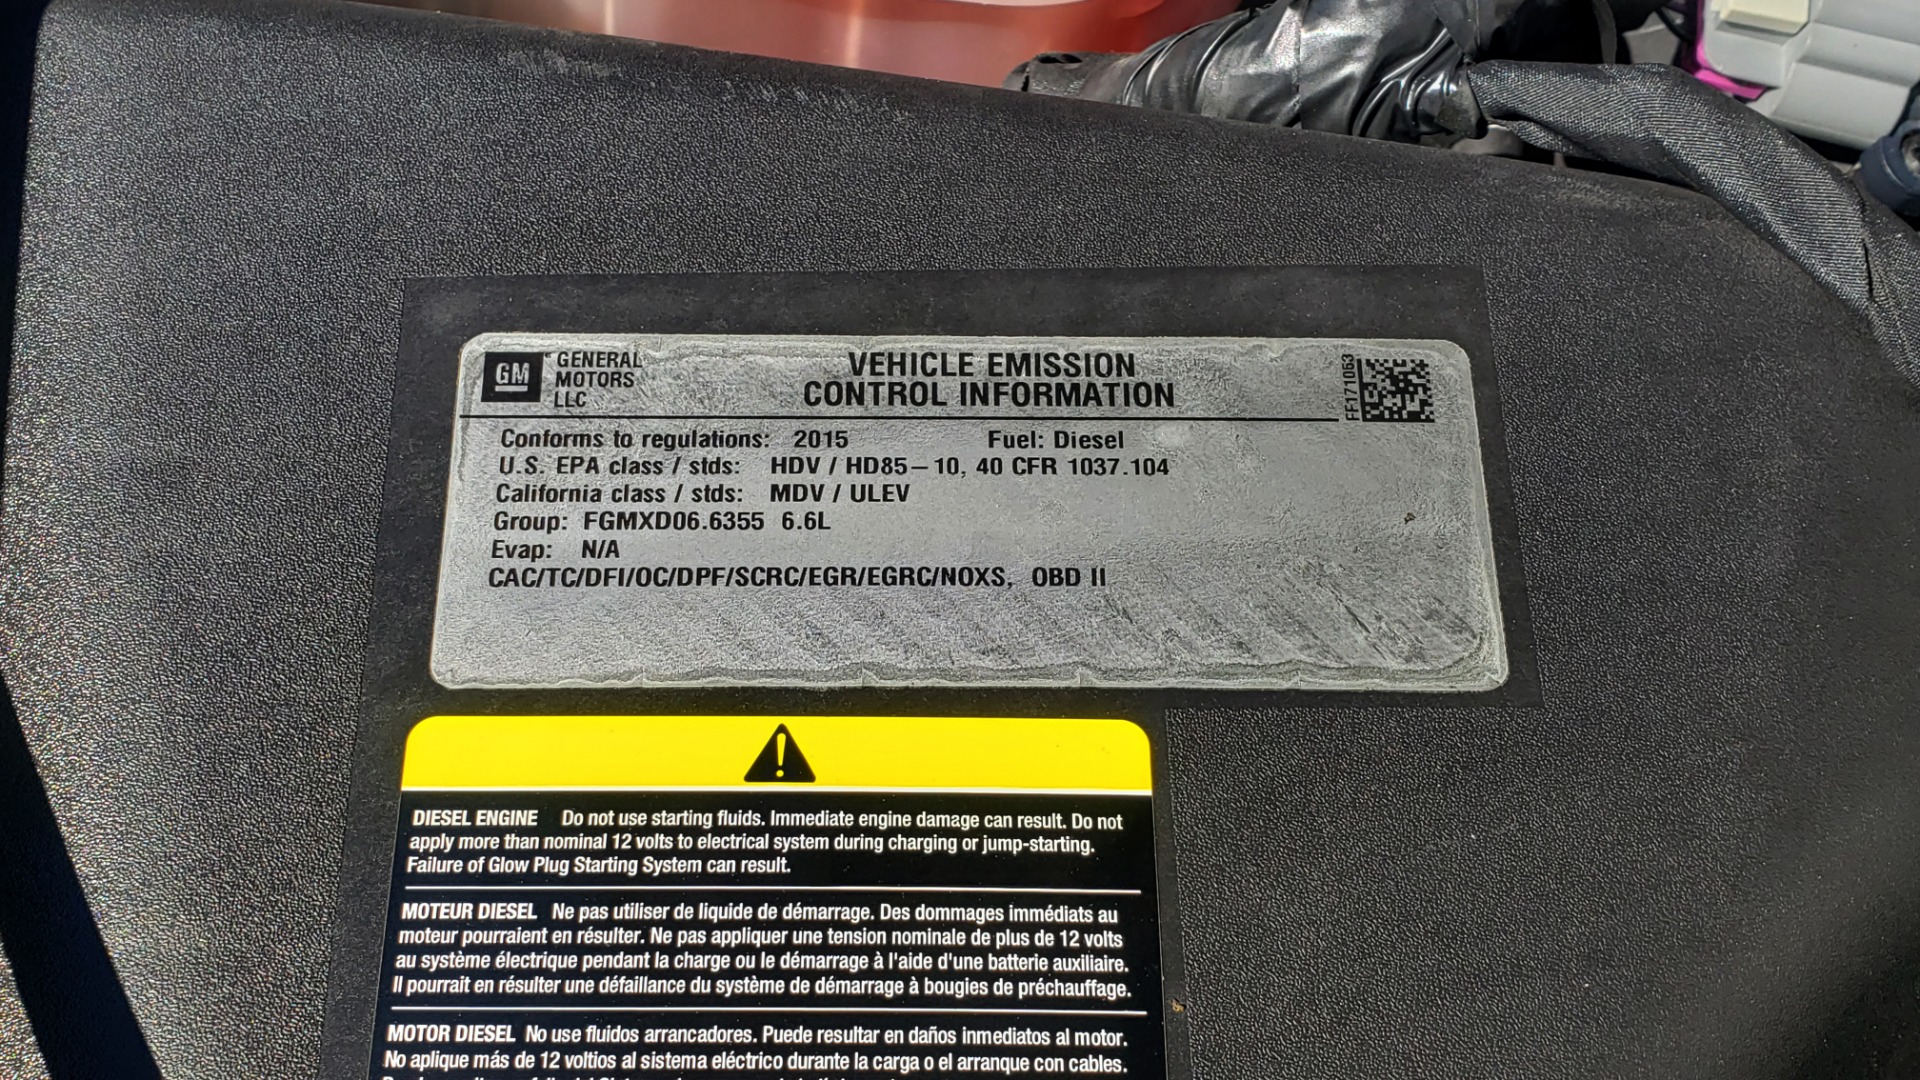 GM
GENERAL
MOTORS
LLC
VEHICLE EMISSION
CONTROL INFORMATION
FF171053
Conforms to regulations: 2015 Fuel: Diesel
U.S. EPA class / stds: HDV / HD85–10, 40 CFR 1037.104
California class / stds: MDV / ULEV
Group: FGMXD06.6355 6.6L
Evap: N/A
CAC/TC/DFI/OC/DPF/SCRC/EGR/EGRC/NOXS, OBD II
DIESEL ENGINE Do not use starting fluids. Immediate engine damage can result. Do not
apply more than nominal 12 volts to electrical system during charging or jump-starting.
Failure of Glow Plug Starting System can result.
MOTEUR DIESEL Ne pas utiliser de liquide de démarrage. Des dommages immédiats au
moteur pourraient en résulter. Ne pas appliquer une tension nominale de plus de 12 volts
au système électrique pendant la charge ou le démarrage à l'aide d'une batterie auxiliaire.
Il pourrait en résulter une défaillance du système de démarrage à bougies de préchauffage.
MOTOR DIESEL No use fluidos arrancadores. Puede resultar en daños inmediatos al motor.
No aplique más de 12 voltios al sistema eléctrico durante la carga o el arranque con cables.